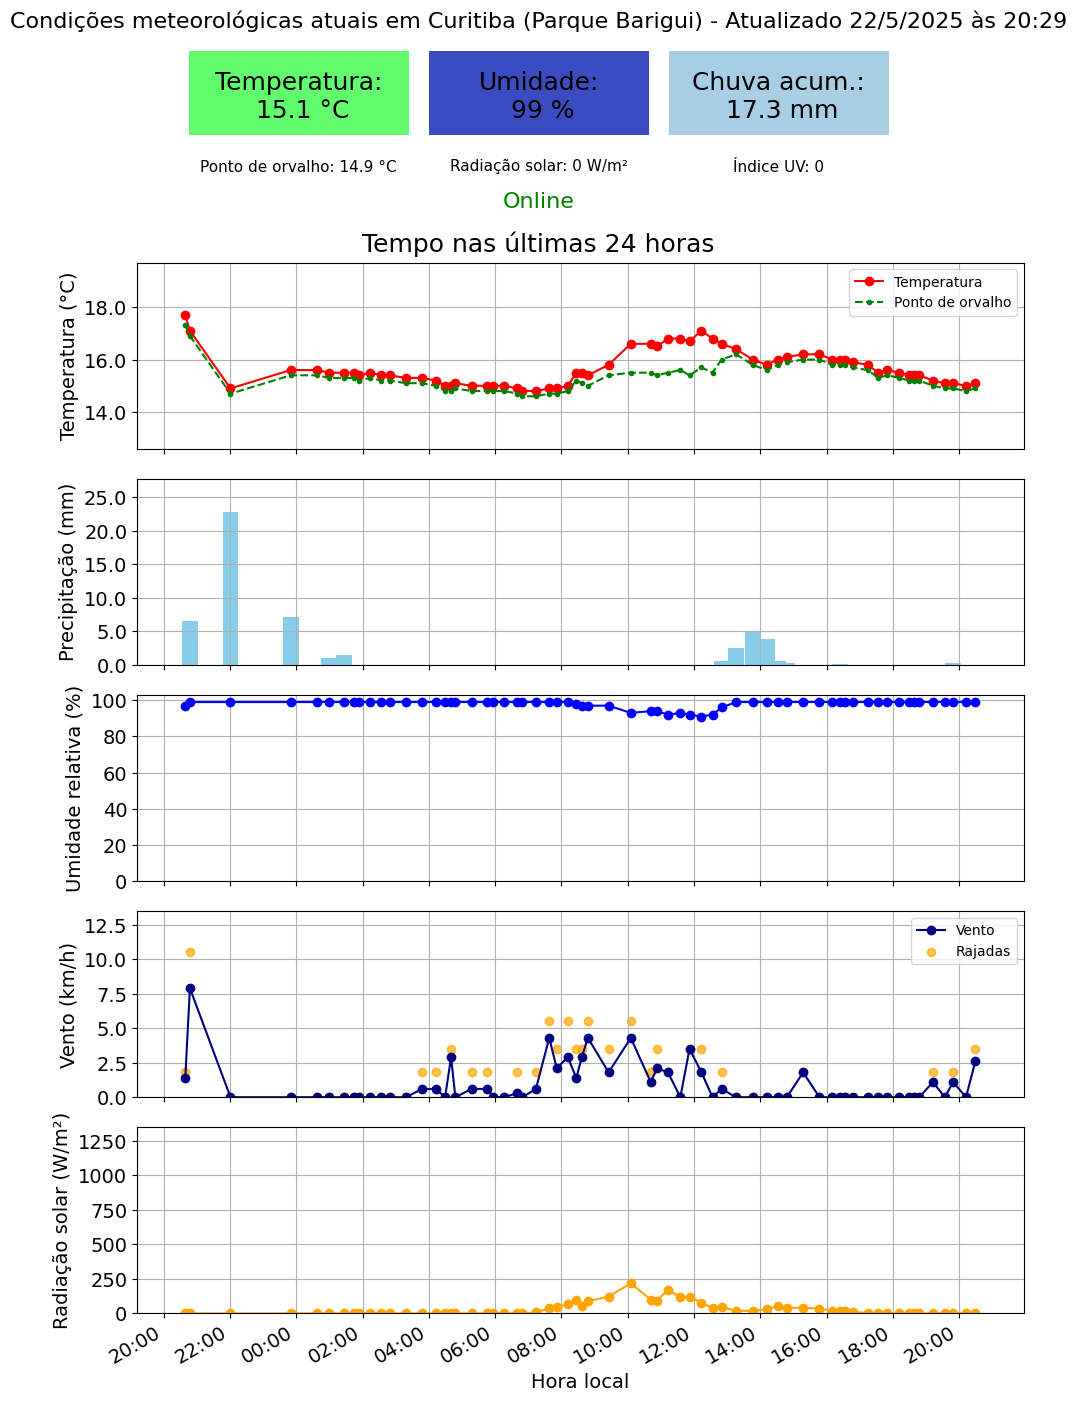 Condições meteorológicas atuais em Curitiba (Parque Barigui) - Atualizado 22/5/2025 às 20:29
Temperatura:
15.1 °C
Umidade:
99 %
Chuva acum.:
17.3 mm
Ponto de orvalho: 14.9 °C
Radiação solar: 0 W/m²
Índice UV: 0
Online
Tempo nas últimas 24 horas
Temperatura (°C)
18.0
16.0
14.0
Temperatura
Ponto de orvalho
Precipitação (mm)
25.0
20.0
15.0
10.0
5.0
0.0
Umidade relativa (%)
100
80
60
40
20
0
Vento (km/h)
12.5
10.0
7.5
5.0
2.5
0.0
Vento
Rajadas
Radiação solar (W/m²)
1250
1000
750
500
250
0
20:00
22:00
00:00
02:00
04:00
06:00
08:00
10:00
12:00
14:00
16:00
18:00
20:00
Hora local